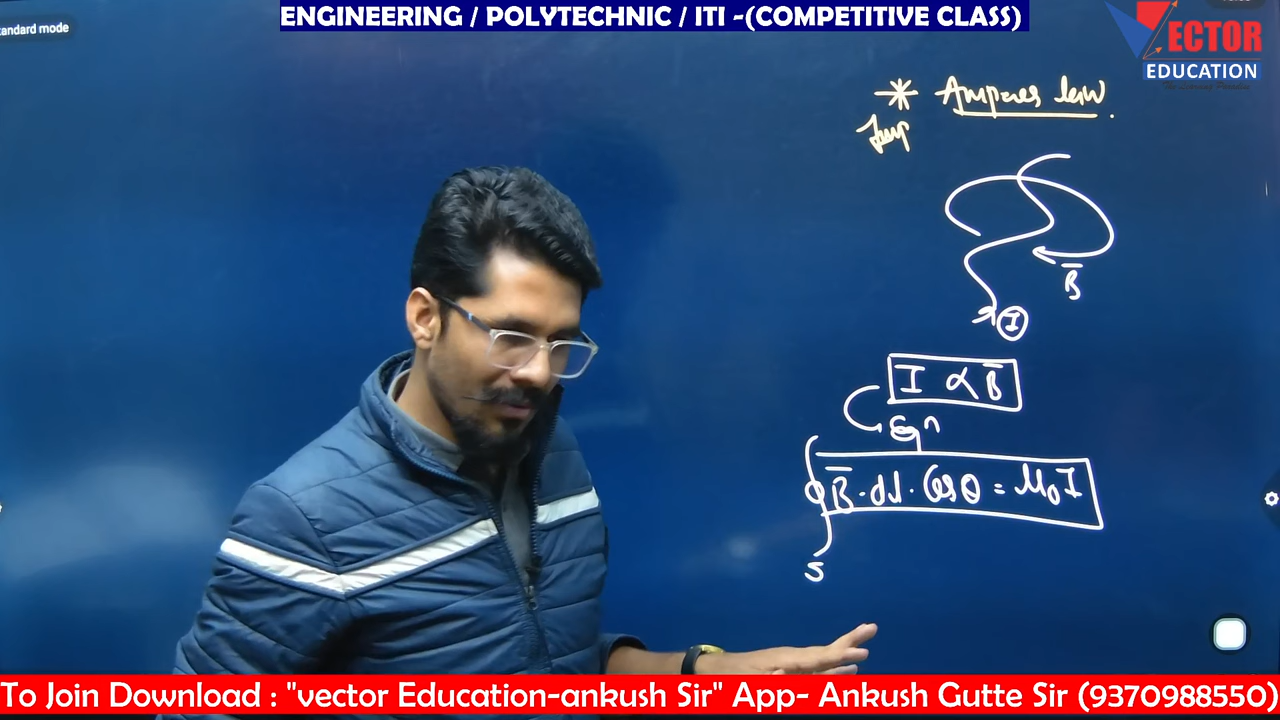 ENGINEERING / POLYTECHNIC / ITI -(COMPETITIVE CLASS)
tandard mode
VECTOR
EDUCATION
* Amperes law.
Imp
B̅
I
I ∝ B̅
Eqn
∮ B̅·dl·Cosθ = μ₀I
S
To Join Download : "vector Education-ankush Sir" App- Ankush Gutte Sir (9370988550)